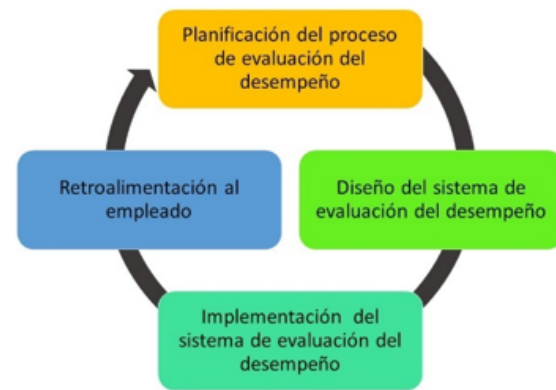 Planificación del proceso
de evaluación del
desempeño
Diseño del sistema de
evaluación del desempeño
Implementación del
sistema de evaluación del
desempeño
Retroalimentación al
empleado